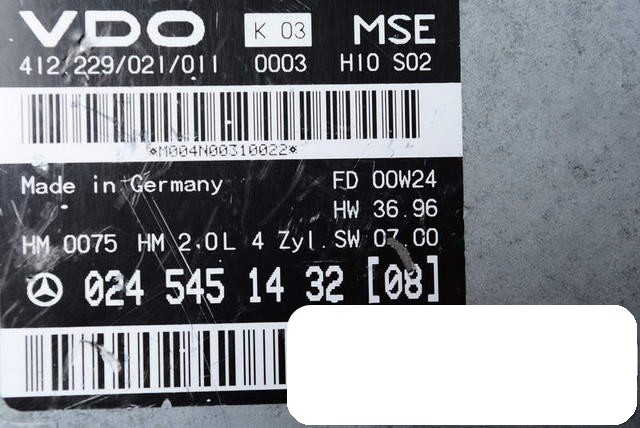 VDO K 03 MSE
412.229/021/011 0003 H10 S02
*M004N00310022*
Made in Germany FD 00W24
HW 36.96
HM 0075 HM 2.0L 4 Zyl. SW 07.00
024 545 14 32 [08]